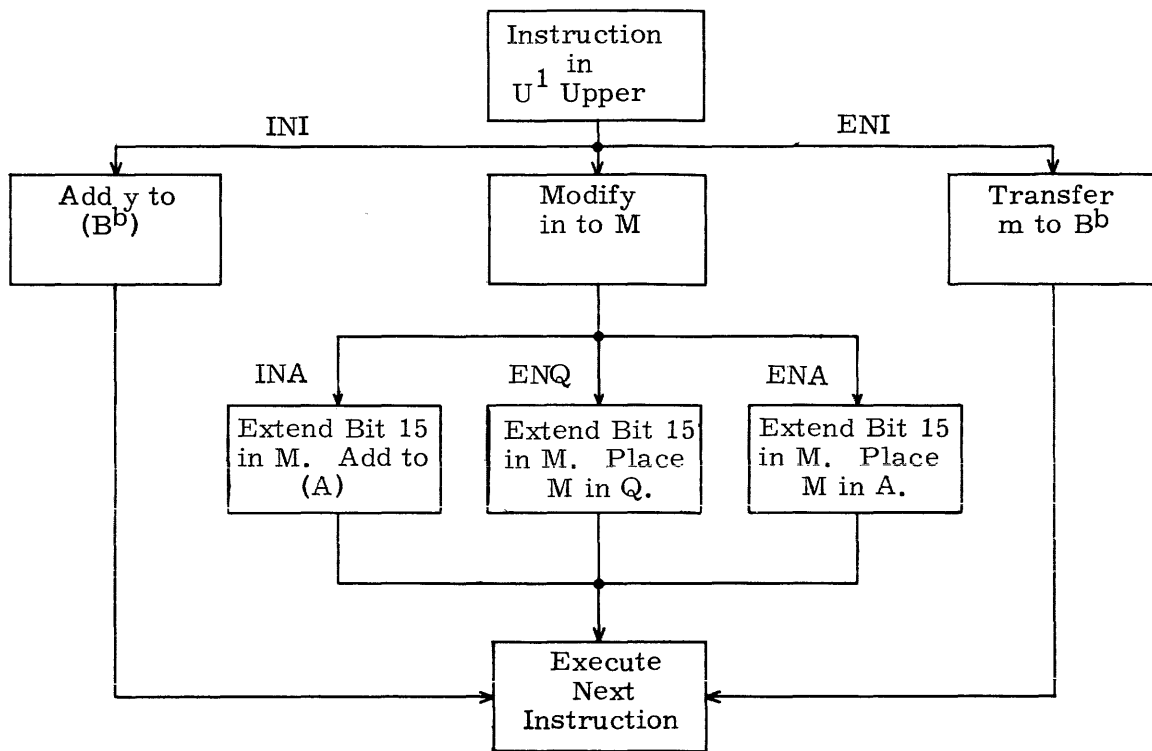 Instruction
in
U¹ Upper
INI
ENI
Add y to
(Bᵇ)
Modify
in to M
Transfer
m to Bᵇ
INA
ENQ
ENA
Extend Bit 15
in M. Add to
(A)
Extend Bit 15
in M. Place
M in Q.
Extend Bit 15
in M. Place
M in A.
Execute
Next
Instruction